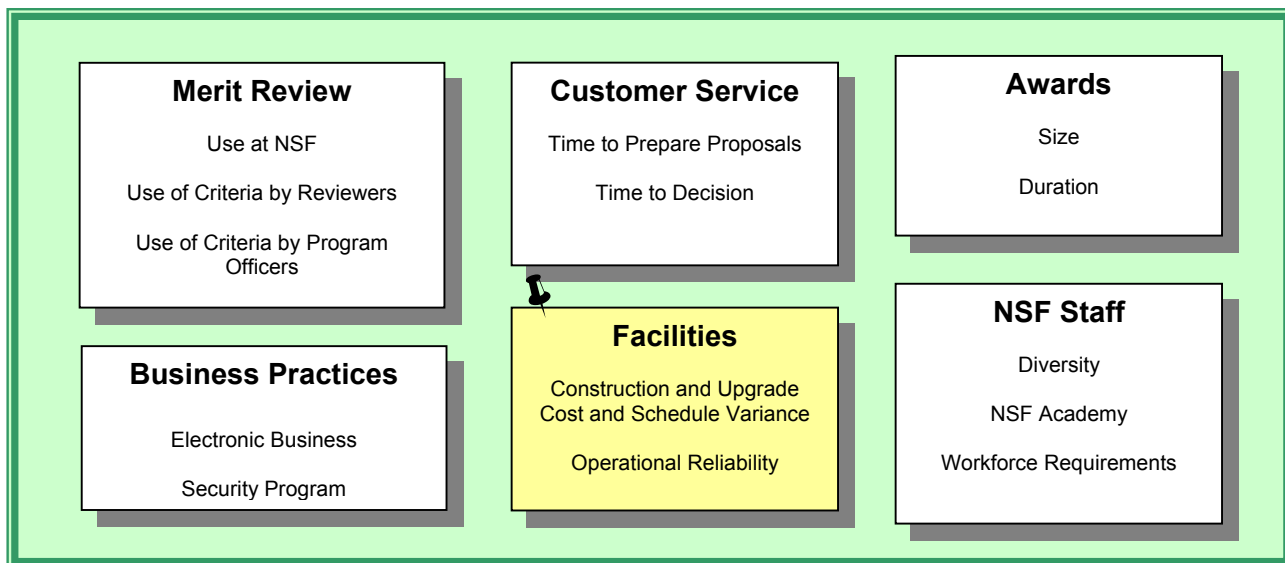 Merit Review
Use at NSF
Use of Criteria by Reviewers
Use of Criteria by Program
Officers
Business Practices
Electronic Business
Security Program
Customer Service
Time to Prepare Proposals
Time to Decision
Facilities
Construction and Upgrade
Cost and Schedule Variance
Operational Reliability
Awards
Size
Duration
NSF Staff
Diversity
NSF Academy
Workforce Requirements